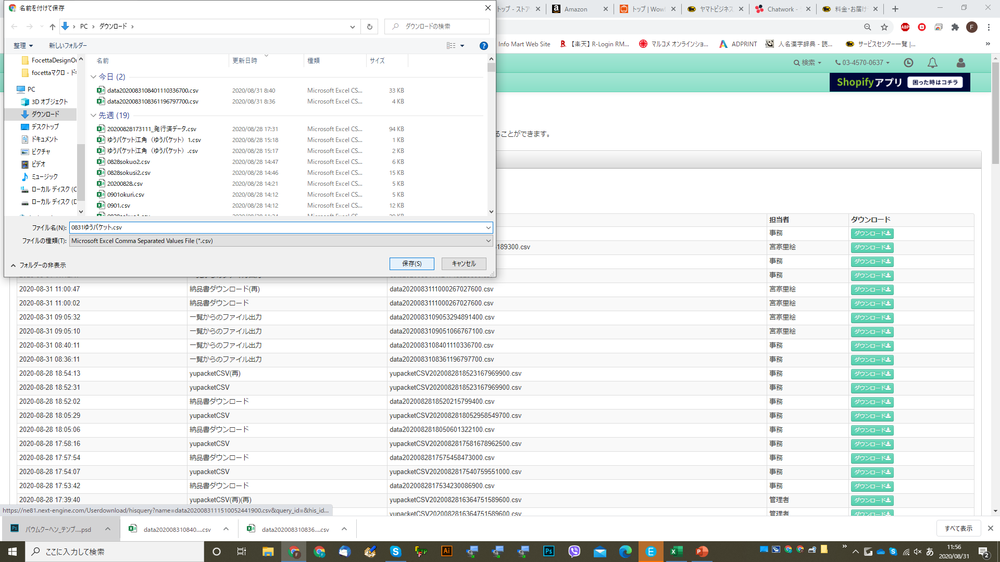 名前を付けて保存
PC › ダウンロード ›
ダウンロードの検索
整理 新しいフォルダー
FocettaDesignOu
focettaマクロ - ドキ
PC
3D オブジェクト
ダウンロード
デスクトップ
ドキュメント
ピクチャ
ビデオ
ミュージック
ローカル ディスク (C
ローカル ディスク (D
名前 更新日時 種類 サイズ
今日 (2)
data2020083108401110336700.csv 2020/08/31 8:40 Microsoft Excel CS... 33 KB
data2020083108361196797700.csv 2020/08/31 8:36 Microsoft Excel CS... 4 KB
先週 (19)
20200828173111_発行済データ.csv 2020/08/28 17:31 Microsoft Excel CS... 94 KB
ゆうパケット江角（ゆうパケット）1.csv 2020/08/28 15:18 Microsoft Excel CS... 1 KB
ゆうパケット江角（ゆうパケット）.csv 2020/08/28 15:17 Microsoft Excel CS... 2 KB
0828sokuo2.csv 2020/08/28 14:47 Microsoft Excel CS... 6 KB
0828sokusi2.csv 2020/08/28 14:46 Microsoft Excel CS... 15 KB
20200828.csv 2020/08/28 14:21 Microsoft Excel CS... 5 KB
0901okuri.csv 2020/08/28 14:12 Microsoft Excel CS... 5 KB
0901.csv 2020/08/28 14:12 Microsoft Excel CS... 12 KB
ファイル名(N): 0831ゆうパケット.csv
ファイルの種類(T): Microsoft Excel Comma Separated Values File (*.csv)
フォルダーの非表示
保存(S) キャンセル
トップ - ストア Amazon トップ | Wow! ヤマトビジネス Chatwork - 料金・お届け
ABP F
Info Mart Web Site 【楽天】R-Login RM... マルコメ オンラインショ... ADPRINT 人名漢字辞典 - 読... サービスセンター一覧 |...
検索 03-4570-0637
Shopifyアプリ 困った時はコチラ
ることができます。
担当者 ダウンロード
事務 ダウンロード
189300.csv 宮家里絵 ダウンロード
事務 ダウンロード
事務 ダウンロード
2020-08-31 11:00:47 納品書ダウンロード(再) data2020083111000267027600.csv 宮家里絵 ダウンロード
2020-08-31 11:00:02 納品書ダウンロード data2020083111000267027600.csv 宮家里絵 ダウンロード
2020-08-31 09:05:32 一覧からのファイル出力 data2020083109053294891400.csv 宮家里絵 ダウンロード
2020-08-31 09:05:10 一覧からのファイル出力 data2020083109051066767100.csv 宮家里絵 ダウンロード
2020-08-31 08:40:11 一覧からのファイル出力 data2020083108401110336700.csv 事務 ダウンロード
2020-08-31 08:36:11 一覧からのファイル出力 data2020083108361196797700.csv 事務 ダウンロード
2020-08-28 18:54:13 yupacketCSV(再) yupacketCSV2020082818523167969900.csv 事務 ダウンロード
2020-08-28 18:52:31 yupacketCSV yupacketCSV2020082818523167969900.csv 事務 ダウンロード
2020-08-28 18:52:02 納品書ダウンロード data2020082818520215799400.csv 事務 ダウンロード
2020-08-28 18:05:29 yupacketCSV yupacketCSV2020082818052958549700.csv 事務 ダウンロード
2020-08-28 18:05:06 納品書ダウンロード data2020082818050601322100.csv 事務 ダウンロード
2020-08-28 17:58:16 yupacketCSV yupacketCSV2020082817581678962500.csv 事務 ダウンロード
2020-08-28 17:57:54 納品書ダウンロード data2020082817575458473000.csv 事務 ダウンロード
2020-08-28 17:54:07 yupacketCSV yupacketCSV2020082817540759551000.csv 事務 ダウンロード
2020-08-28 17:53:42 納品書ダウンロード data2020082817534230086900.csv 事務 ダウンロード
2020-08-28 17:39:40 yupacketCSV(再)(再) yupacketCSV2020082816364751589600.csv 管理者 ダウンロード
yupacketCSV2020082816364751589600.csv 管理者 ダウンロード
https://ne81.next-engine.com/Userdownload/hisquery?name=data2020083111510052441900.csv&query_id=&his_id...
バウムクーヘン_テンプ....psd data202008310840....csv data202008310836....csv すべて表示
ここに入力して検索
あ 11:56
2020/08/31
2